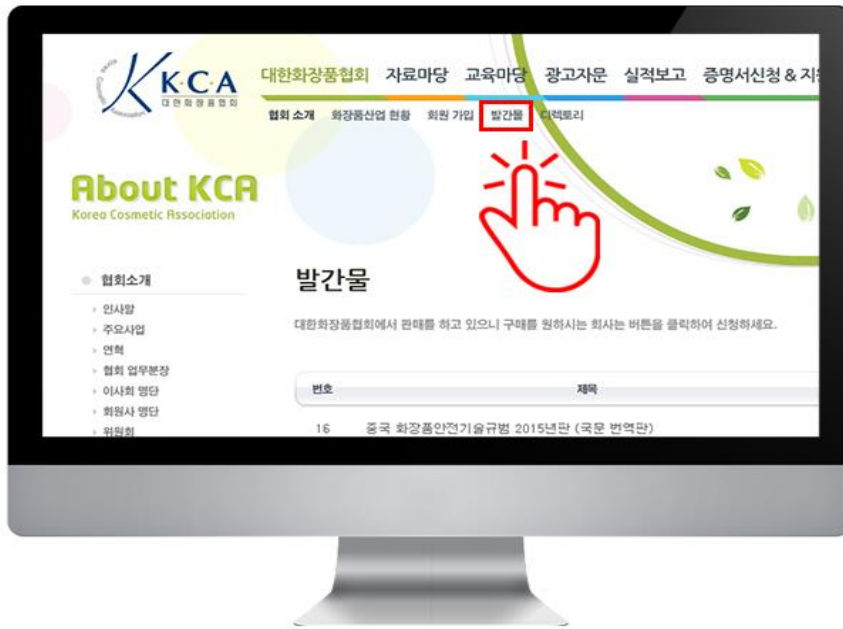 K·C·A
대한화장품협회
대한화장품협회 자료마당 교육마당 광고자문 실적보고 증명서신청 & 지
협회 소개 화장품산업 현황 회원 가입 발간물 디렉토리
About KCA
Korea Cosmetic Association
협회소개
인사말
주요사업
연혁
협회 업무분장
이사회 명단
회원사 명단
위원회
발간물
대한화장품협회에서 판매를 하고 있으니 구매를 원하시는 회사는 버튼을 클릭하여 신청하세요.
번호 제목
16 중국 화장품안전기술규범 2015년판 (국문 번역판)